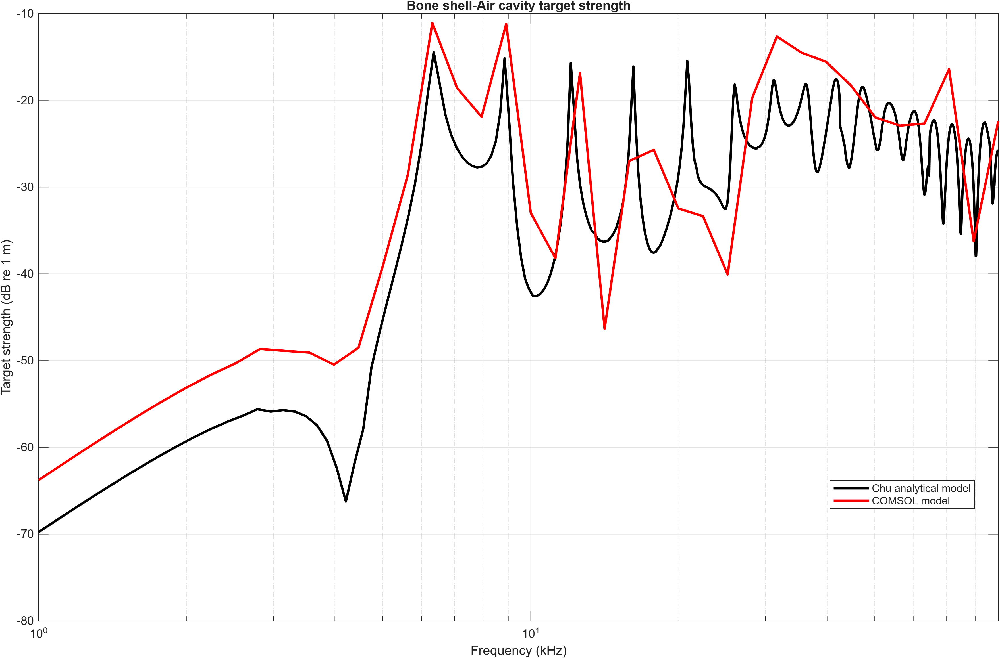 Bone shell-Air cavity target strength
Target strength (dB re 1 m)
-10
-20
-30
-40
-50
-60
-70
-80
10⁰
10¹
Frequency (kHz)
Chu analytical model
COMSOL model